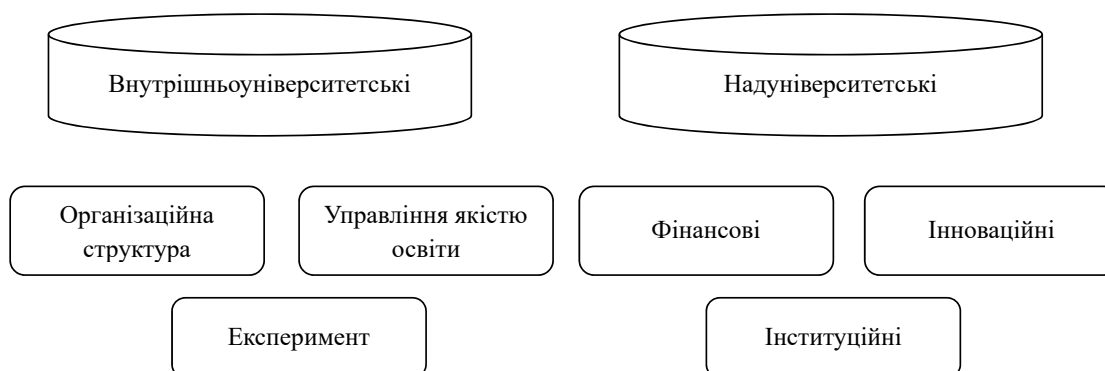 Внутрішньоуніверситетські
Надуніверситетські
Організаційна
структура
Управління якістю
освіти
Фінансові
Інноваційні
Експеримент
Інституційні